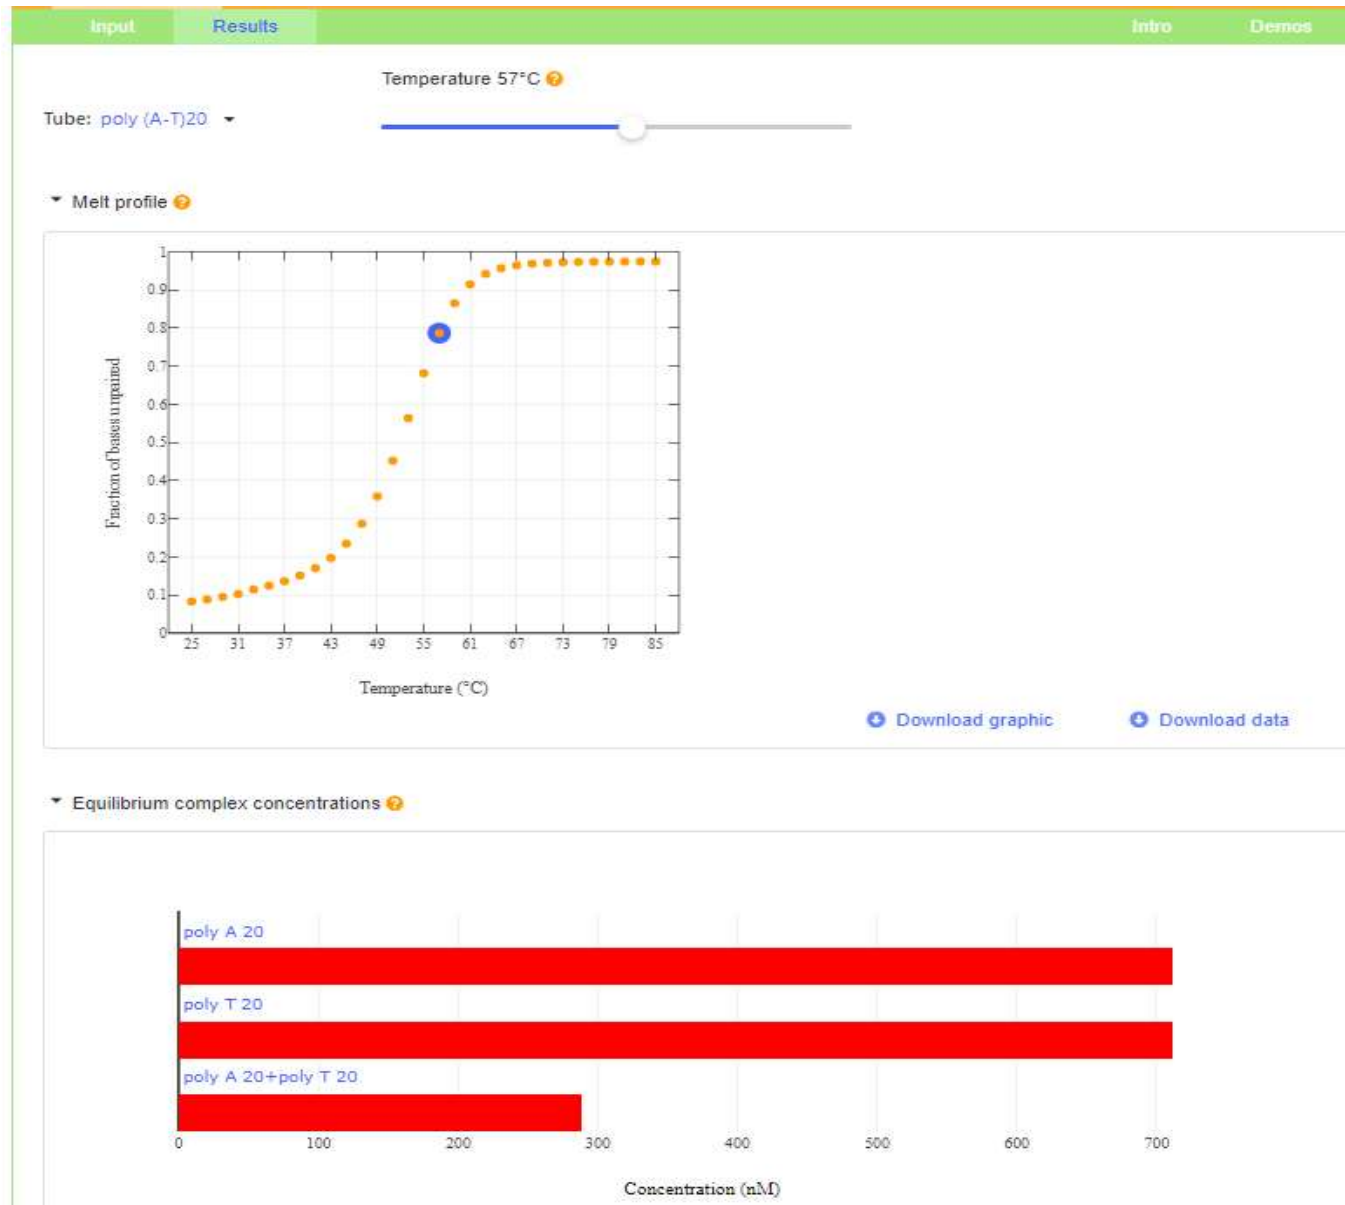 Input Results Intro Demos
Temperature 57°C
Tube: poly (A-T)20
Melt profile
1
0.9
0.8
0.7
0.6
0.5
0.4
0.3
0.2
0.1
0
Fraction of bases unpaired
25 31 37 43 49 55 61 67 73 79 85
Temperature (°C)
Download graphic Download data
Equilibrium complex concentrations
poly A 20
poly T 20
poly A 20+poly T 20
0 100 200 300 400 500 600 700
Concentration (nM)